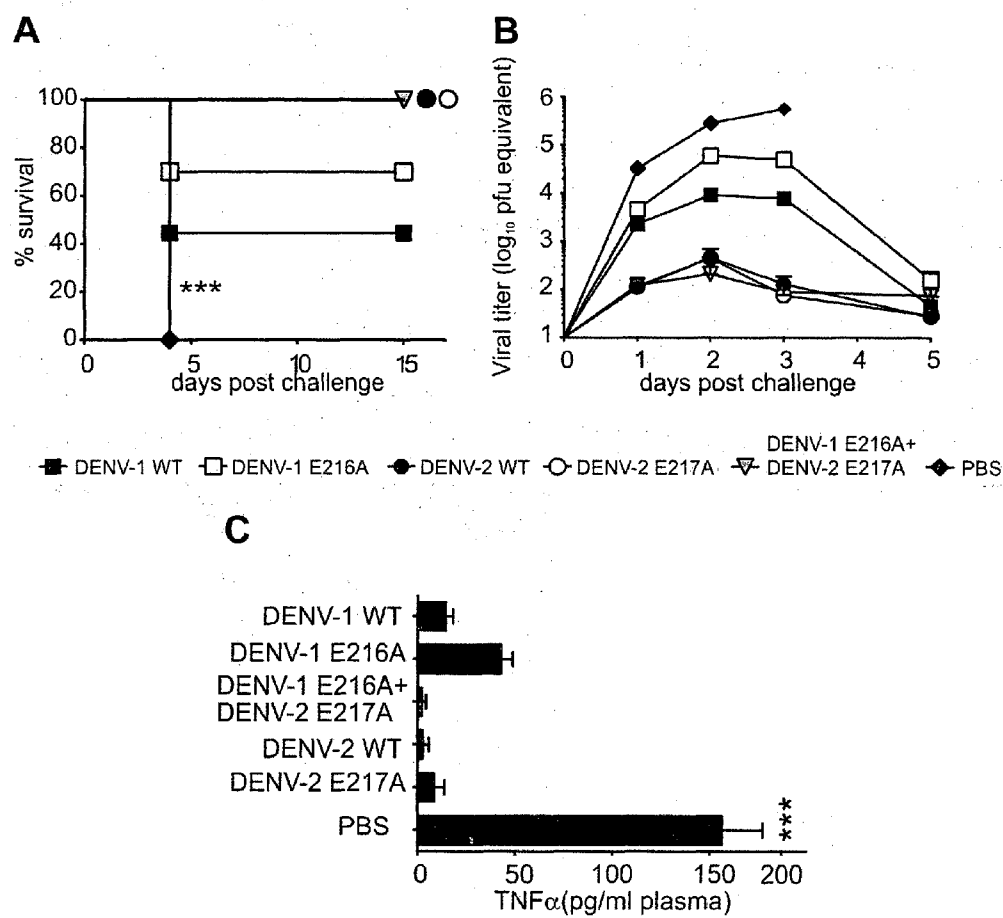 A
B
100
80
60
40
20
0
% survival
***
0
5
10
15
days post challenge
6
5
4
3
2
1
Viral titer (log₁₀ pfu equivalent)
0
1
2
3
4
5
days post challenge
DENV-1 WT
DENV-1 E216A
DENV-2 WT
DENV-2 E217A
DENV-1 E216A+
DENV-2 E217A
PBS
C
DENV-1 WT
DENV-1 E216A
DENV-1 E216A+
DENV-2 E217A
DENV-2 WT
DENV-2 E217A
PBS
***
0
50
100
150
200
TNFα(pg/ml plasma)